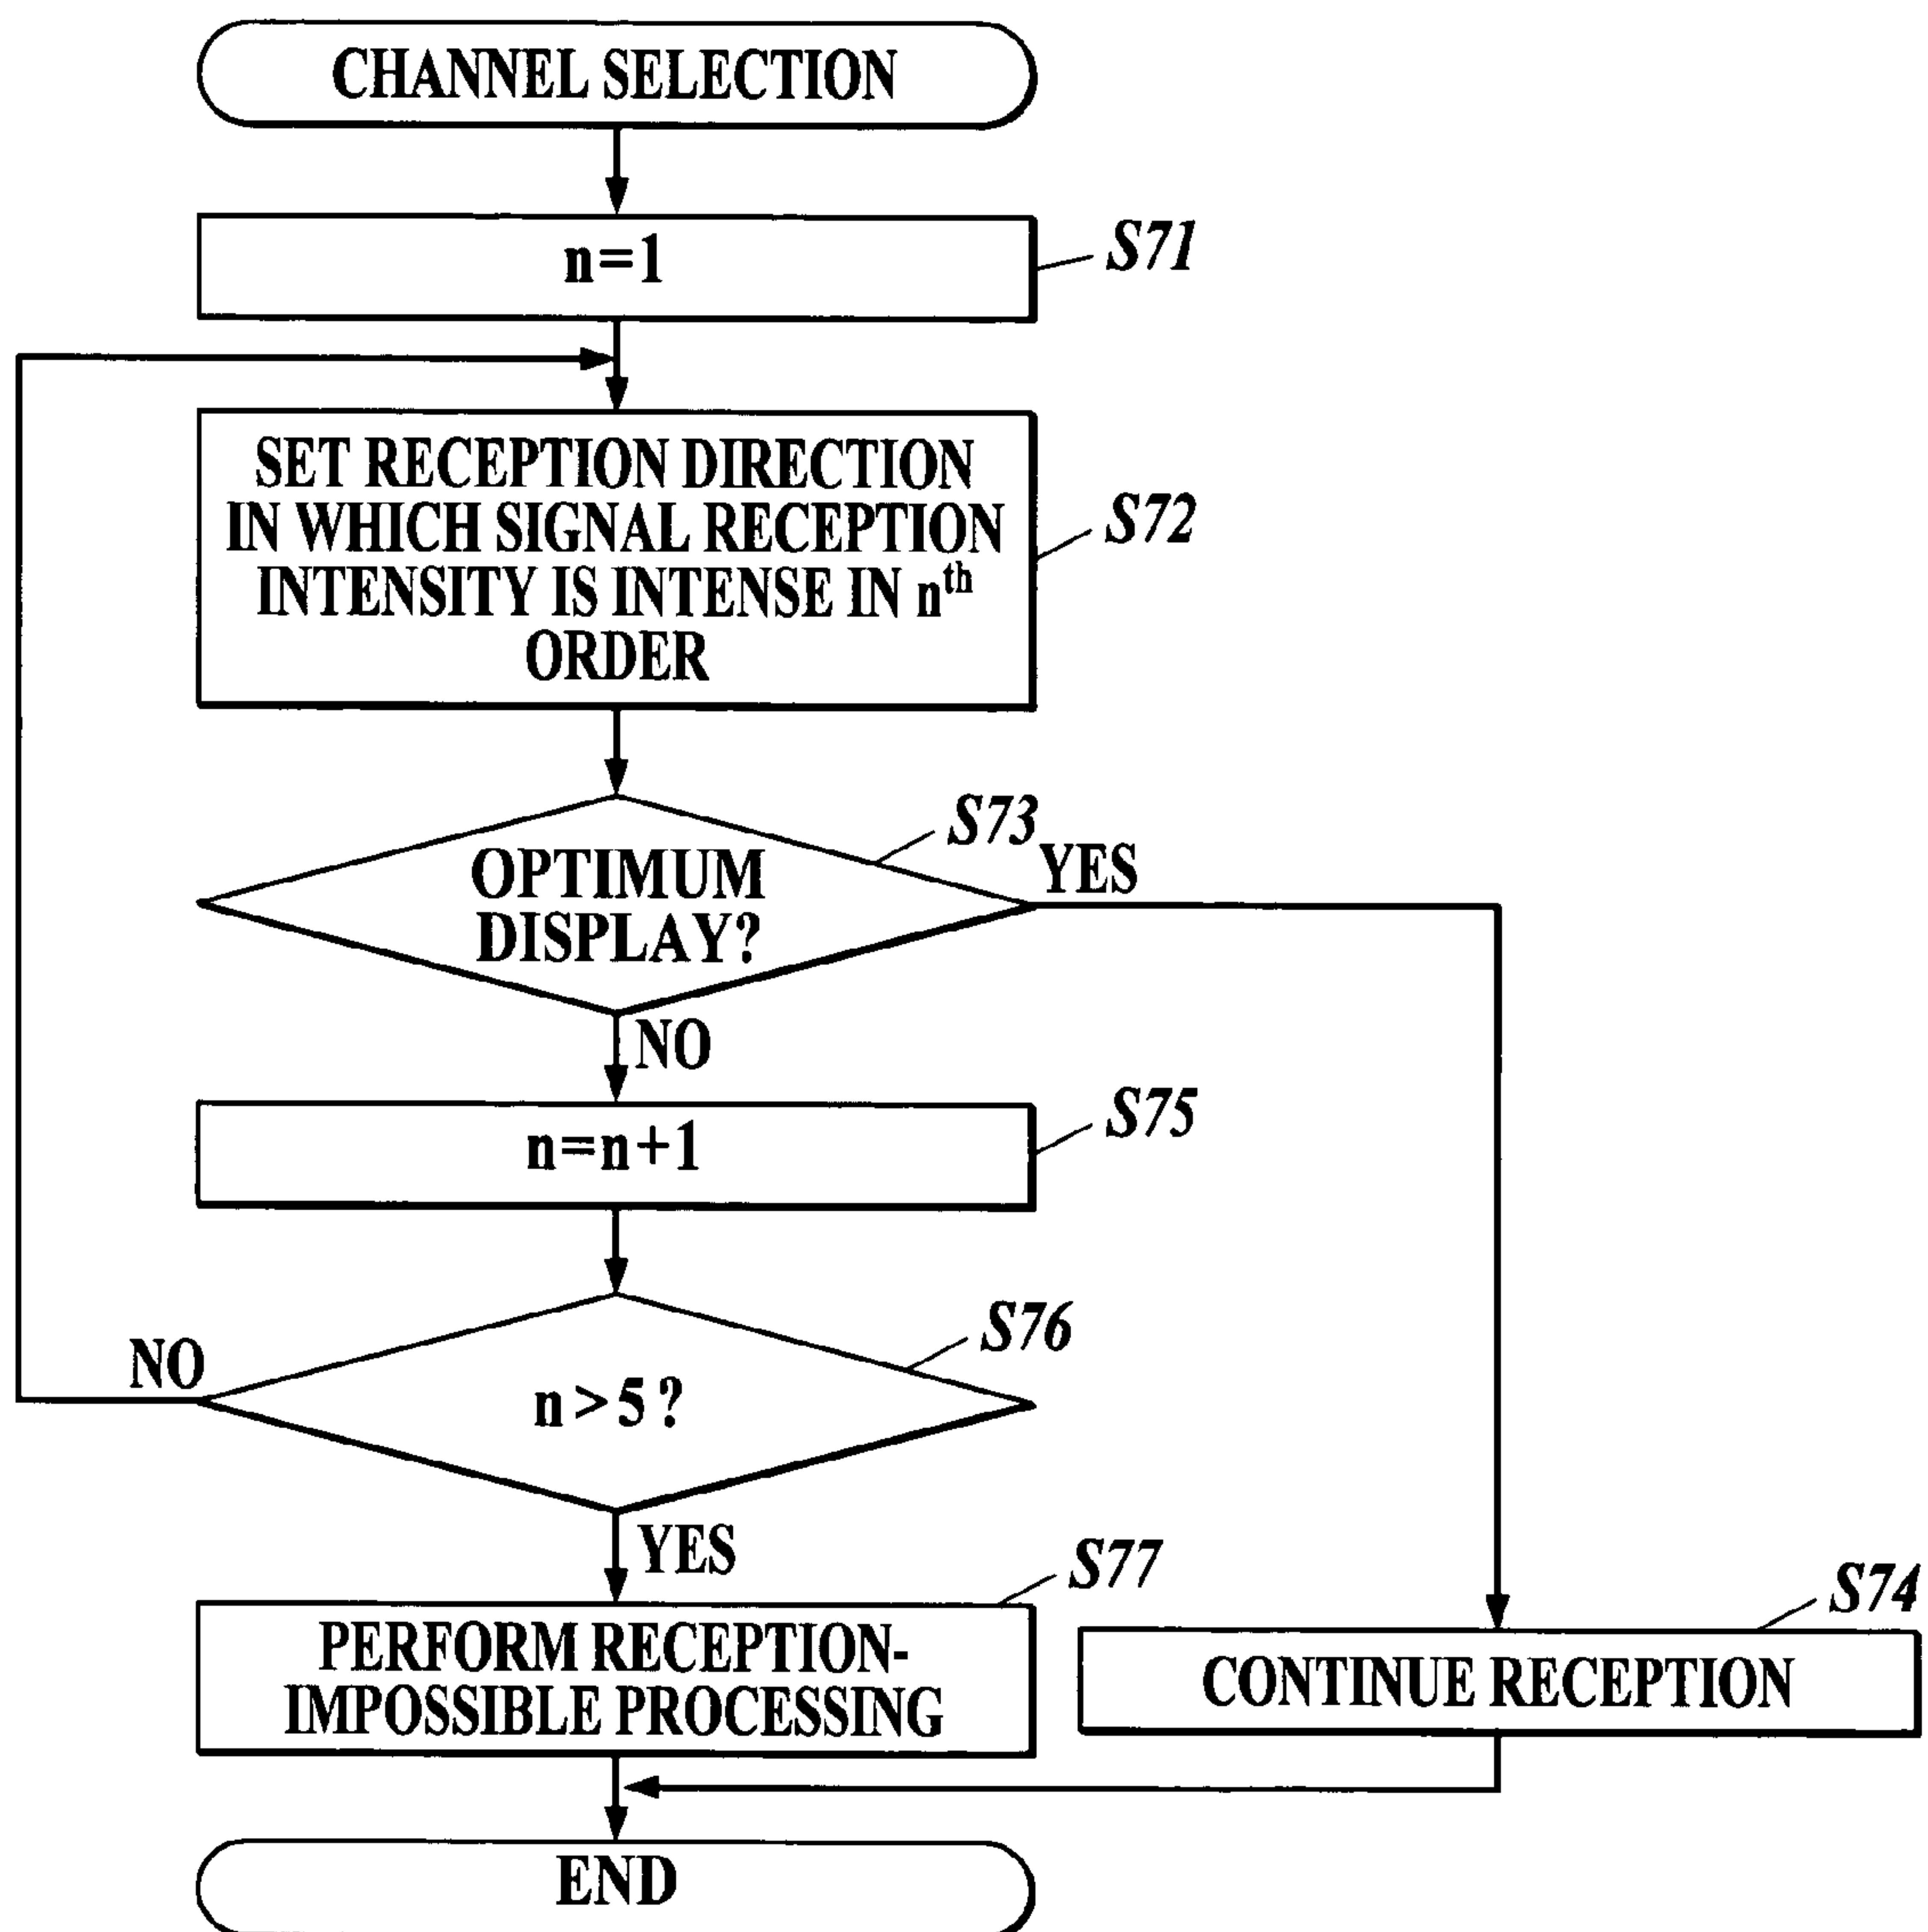 CHANNEL SELECTION
n=1
S71
SET RECEPTION DIRECTION
IN WHICH SIGNAL RECEPTION
INTENSITY IS INTENSE IN nth
ORDER
S72
OPTIMUM
DISPLAY?
S73
YES
NO
n=n+1
S75
n>5?
S76
NO
YES
PERFORM RECEPTION-
IMPOSSIBLE PROCESSING
S77
CONTINUE RECEPTION
S74
END